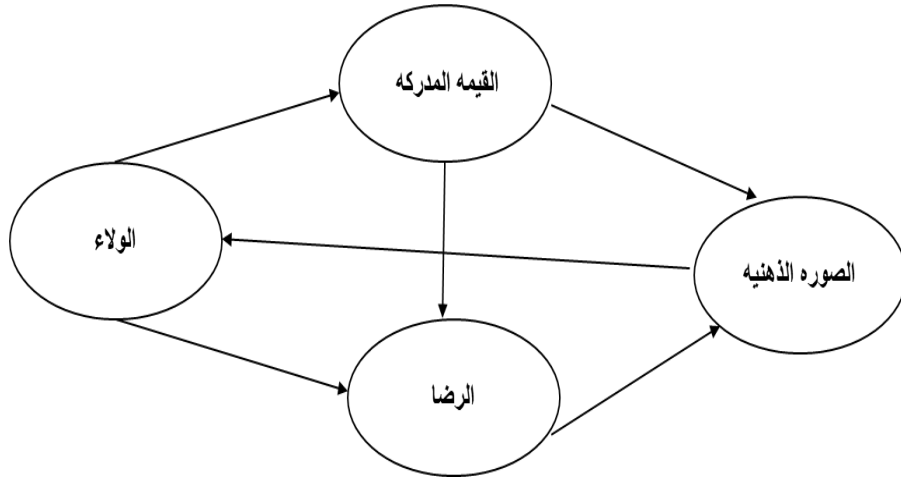 القيمه المدركه
الولاء
الصوره الذهنيه
الرضا